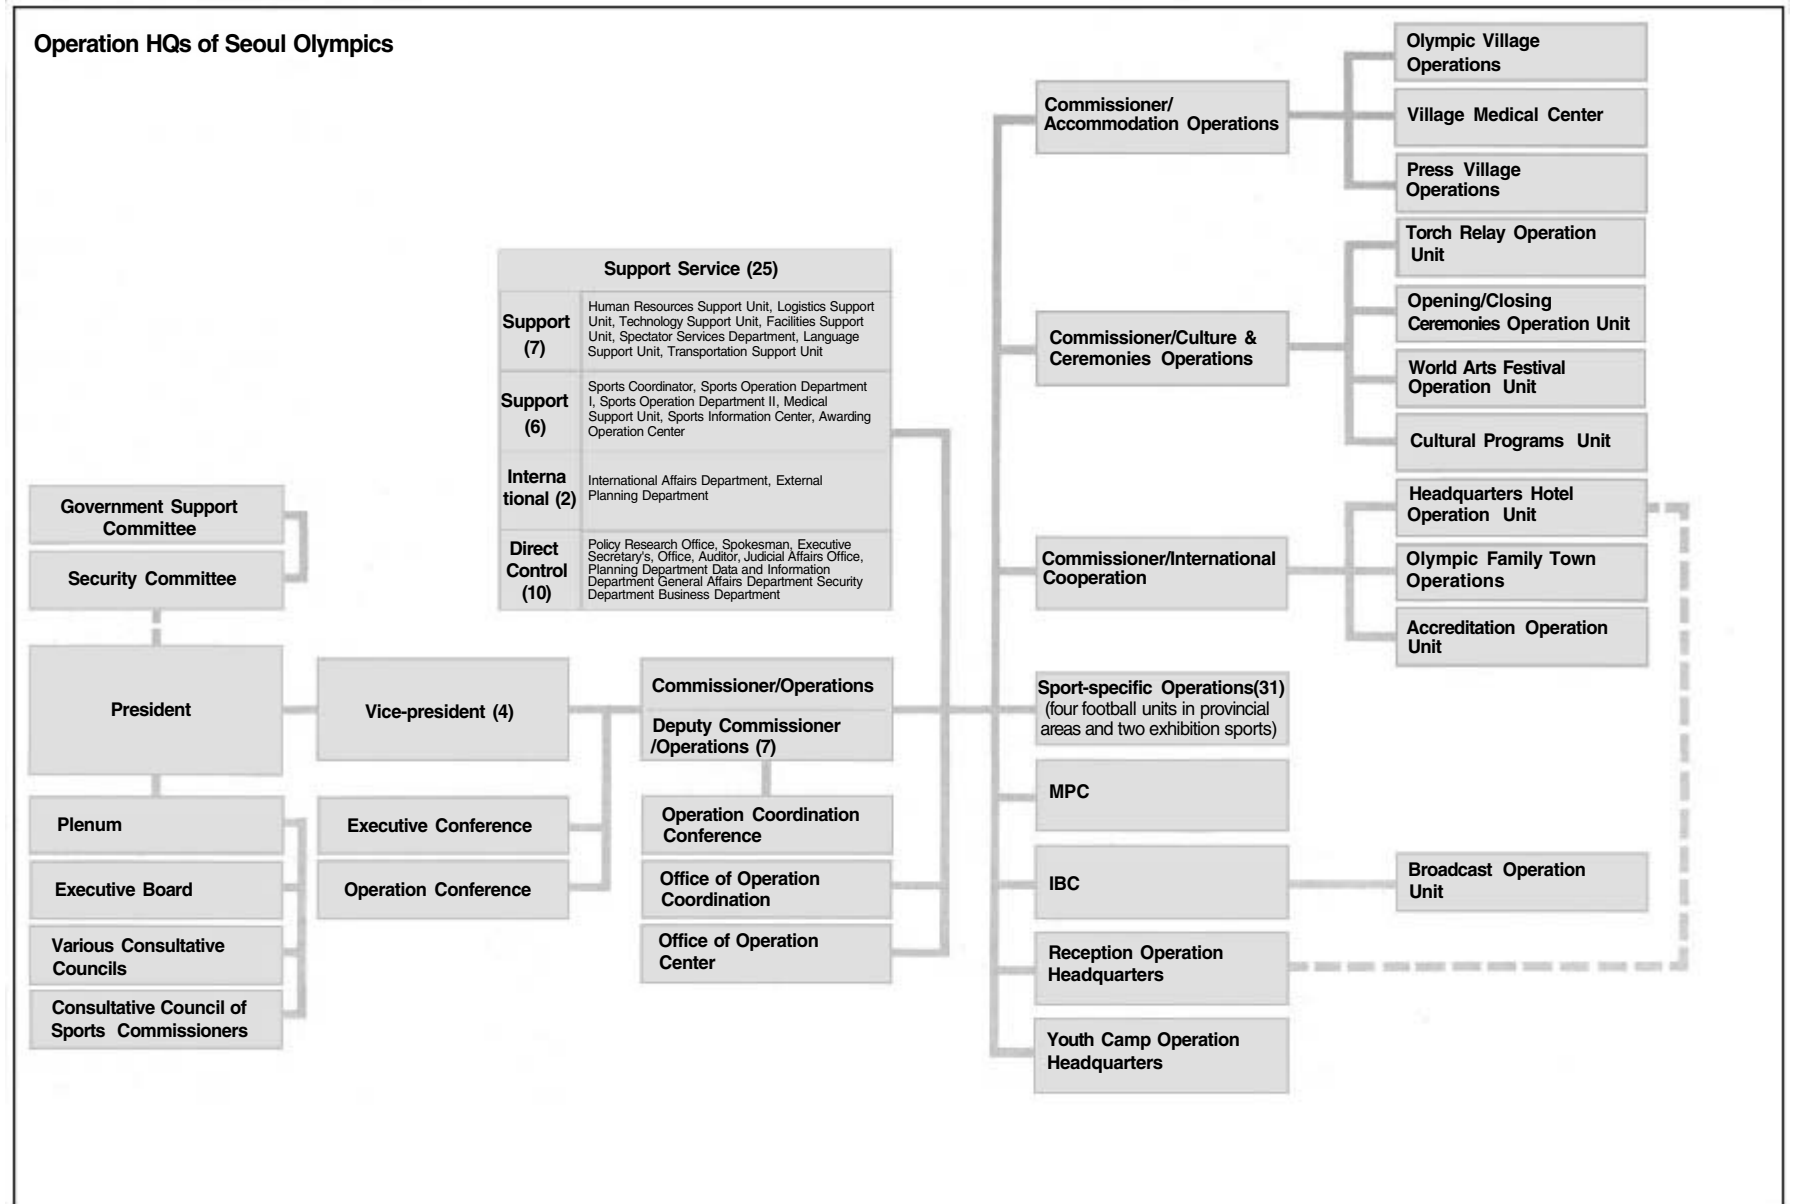 Operation HQs of Seoul Olympics
Government Support
Committee
Security Committee
President
Plenum
Executive Board
Various Consultative
Councils
Consultative Council of
Sports Commissioners
Vice-president (4)
Executive Conference
Operation Conference
Support Service (25)
Support
(7)
Human Resources Support Unit, Logistics Support
Unit, Technology Support Unit, Facilities Support
Unit, Spectator Services Department, Language
Support Unit, Transportation Support Unit
Support
(6)
Sports Coordinator, Sports Operation Department
I, Sports Operation Department II, Medical
Support Unit, Sports Information Center, Awarding
Operation Center
Interna
tional (2)
International Affairs Department, External
Planning Department
Direct
Control
(10)
Policy Research Office, Spokesman, Executive
Secretary's, Office, Auditor, Judicial Affairs Office,
Planning Department Data and Information
Department General Affairs Department Security
Department Business Department
Commissioner/Operations
Deputy Commissioner
/Operations (7)
Operation Coordination
Conference
Office of Operation
Coordination
Office of Operation
Center
Commissioner/
Accommodation Operations
Commissioner/Culture &
Ceremonies Operations
Commissioner/International
Cooperation
Sport-specific Operations(31)
(four football units in provincial
areas and two exhibition sports)
MPC
IBC
Reception Operation
Headquarters
Youth Camp Operation
Headquarters
Olympic Village
Operations
Village Medical Center
Press Village
Operations
Torch Relay Operation
Unit
Opening/Closing
Ceremonies Operation Unit
World Arts Festival
Operation Unit
Cultural Programs Unit
Headquarters Hotel
Operation Unit
Olympic Family Town
Operations
Accreditation Operation
Unit
Broadcast Operation
Unit